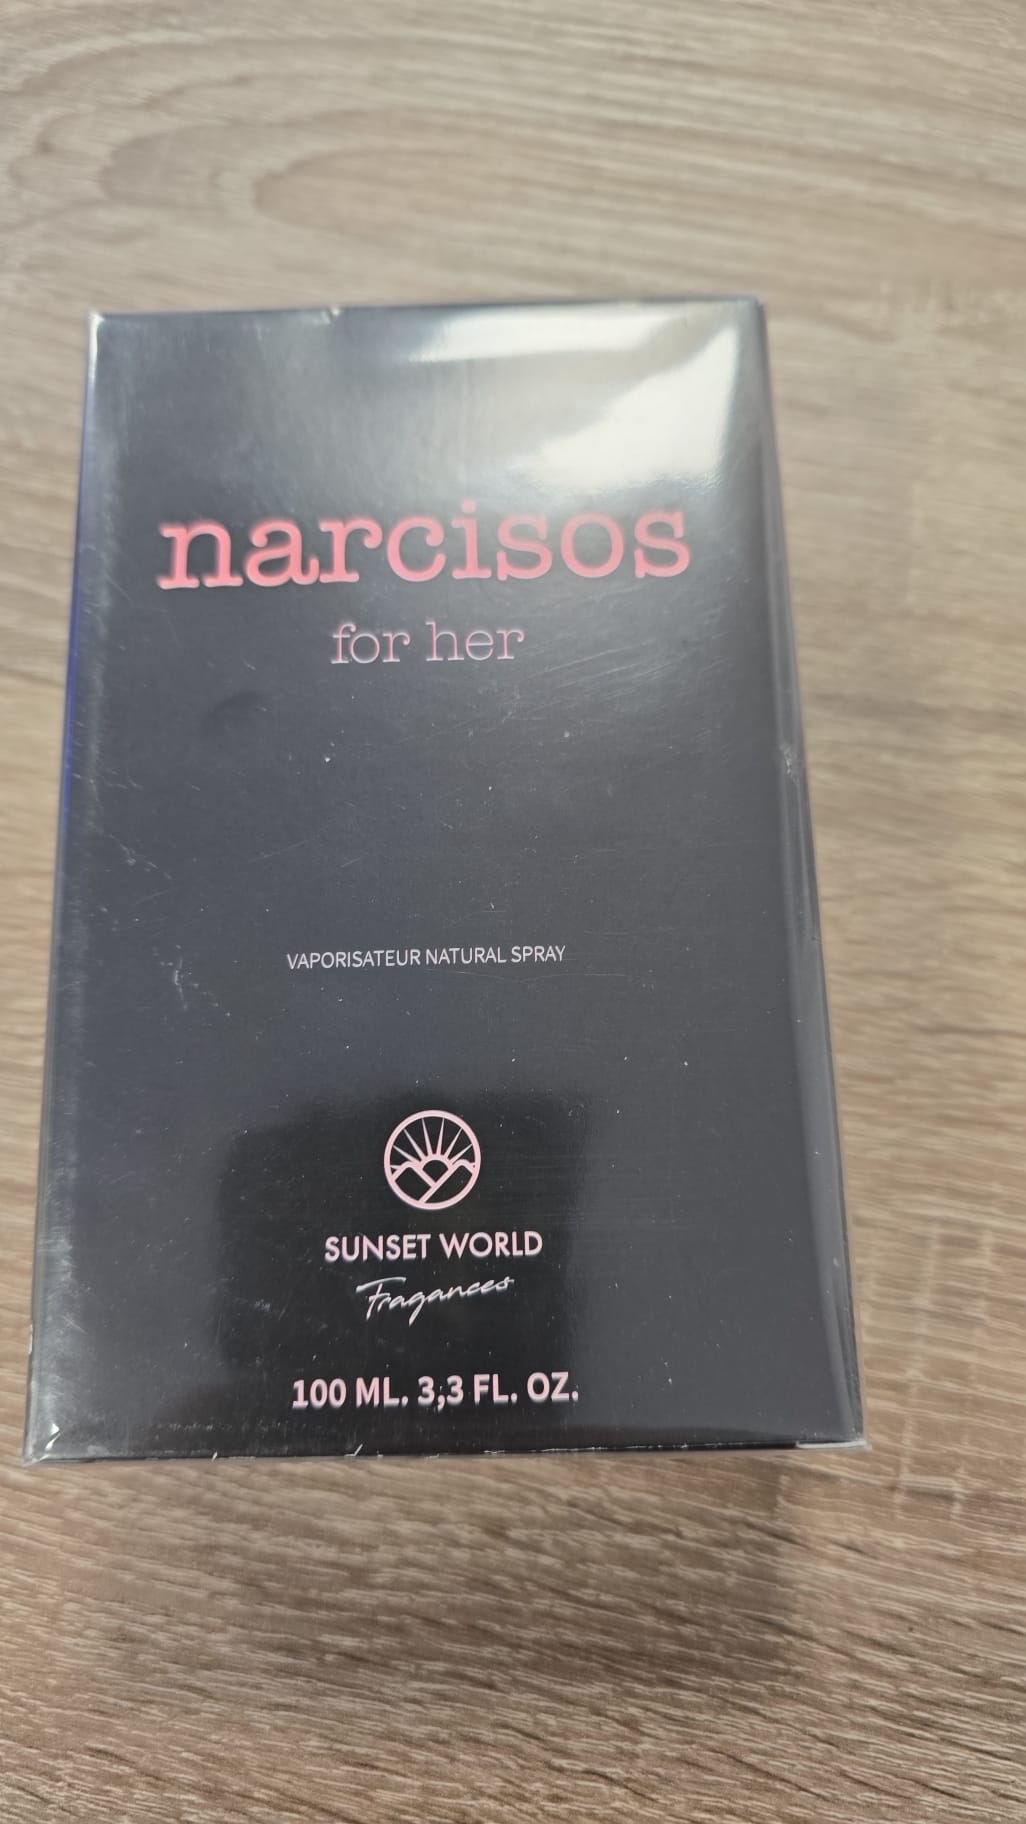 narcisos
for her
VAPORISATEUR NATURAL SPRAY
SUNSET WORLD
Fragances
100 ML. 3,3 FL. OZ.